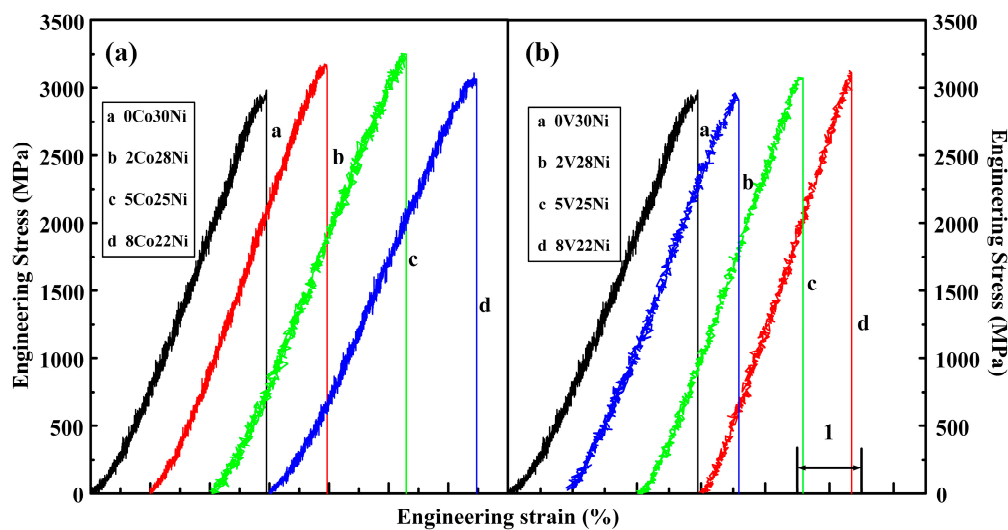 3500
3000
2500
2000
1500
1000
500
0
Engineering Stress (MPa)
(a)
a 0Co30Ni
b 2Co28Ni
c 5Co25Ni
d 8Co22Ni
a
b
c
d
(b)
a 0V30Ni
b 2V28Ni
c 5V25Ni
d 8V22Ni
a
b
c
d
1
0
3500
3000
2500
2000
1500
1000
500
0
Engineering Stress (MPa)
Engineering strain (%)